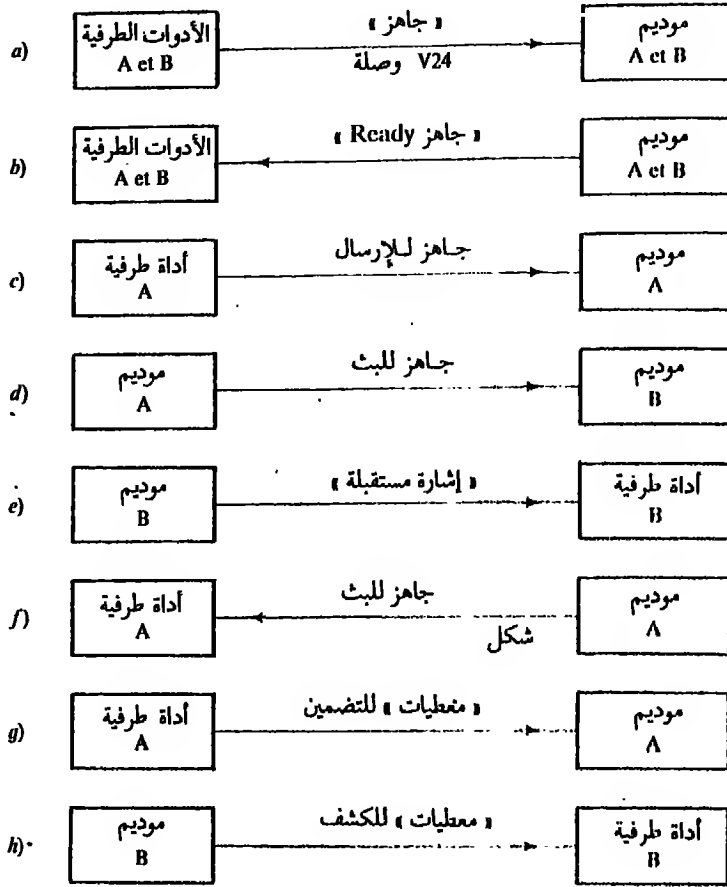 a) الأدوات الطرفية « جاهز » موديم
A et B وصلة V24 A et B
b) الأدوات الطرفية « جاهز Ready » موديم
A et B A et B
c) أداة طرفية جاهز للإرسال موديم
A A
d) موديم جاهز للبث موديم
A B
e) موديم « إشارة مستقبلة » أداة طرفية
B B
f) أداة طرفية جاهز للبث موديم
A شكل A
g) أداة طرفية « معطيات » للتضمين موديم
A A
h) موديم « معطيات » للكشف أداة طرفية
B B